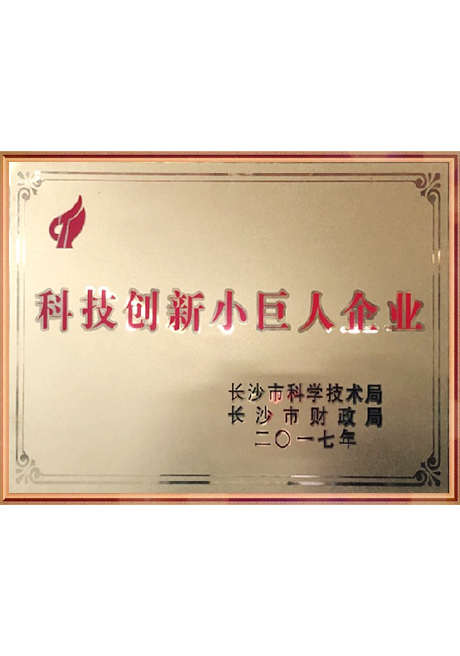 科技创新小巨人企业
长沙市科学技术局
长沙市财政局
二〇一七年